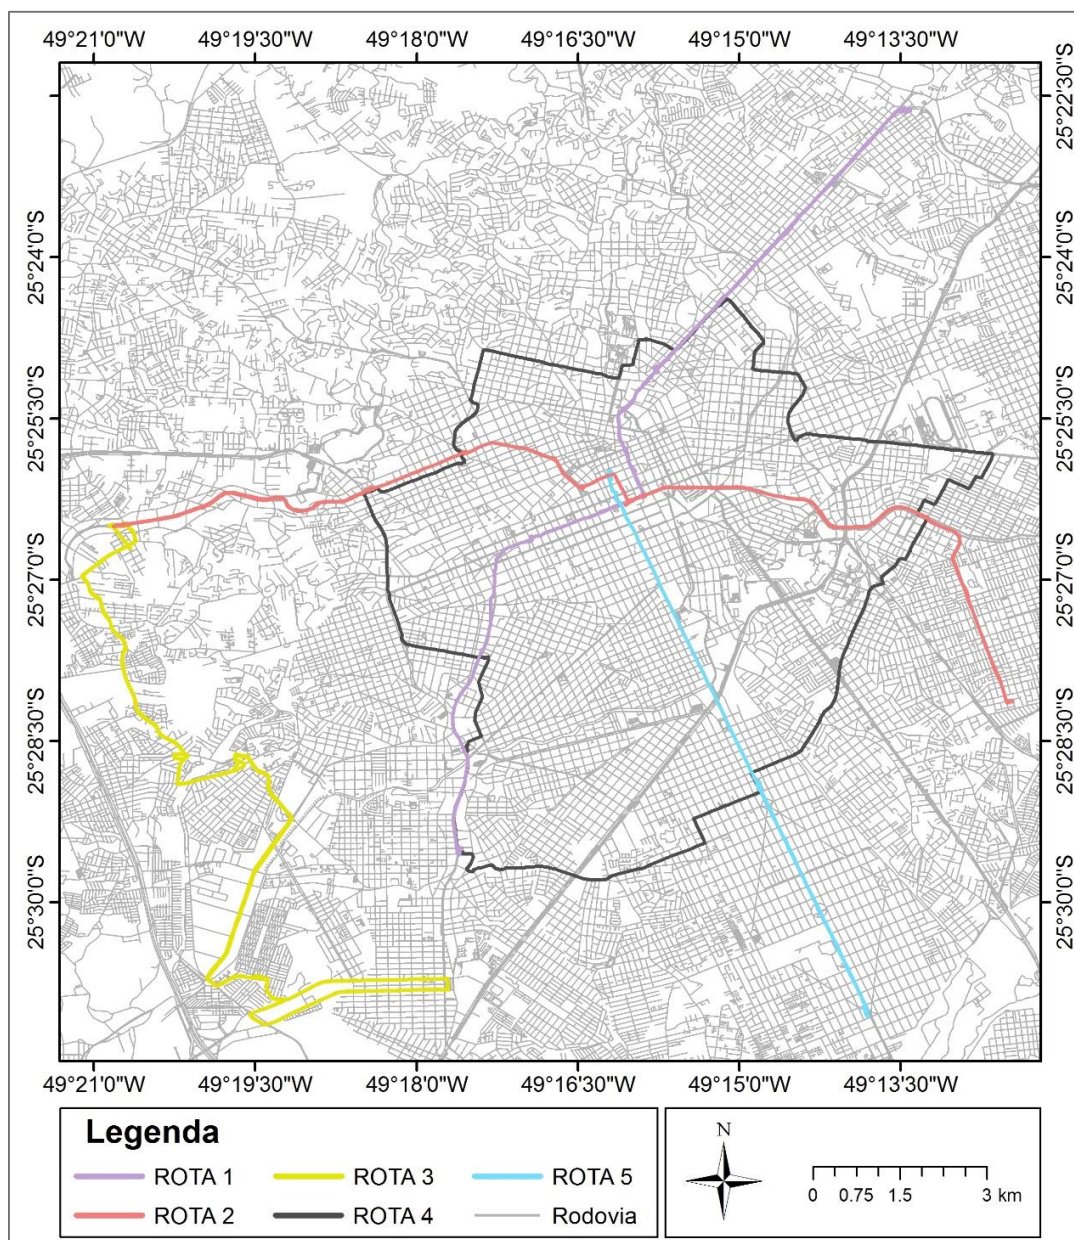 49°21'0"W 49°19'30"W 49°18'0"W 49°16'30"W 49°15'0"W 49°13'30"W
25°22'30"S 25°22'30"S
25°24'0"S 25°24'0"S
25°25'30"S 25°25'30"S
25°27'0"S 25°27'0"S
25°28'30"S 25°28'30"S
25°30'0"S 25°30'0"S
49°21'0"W 49°19'30"W 49°18'0"W 49°16'30"W 49°15'0"W 49°13'30"W
Legenda
ROTA 1 ROTA 3 ROTA 5
ROTA 2 ROTA 4 Rodovia
N
0 0.75 1.5 3 km